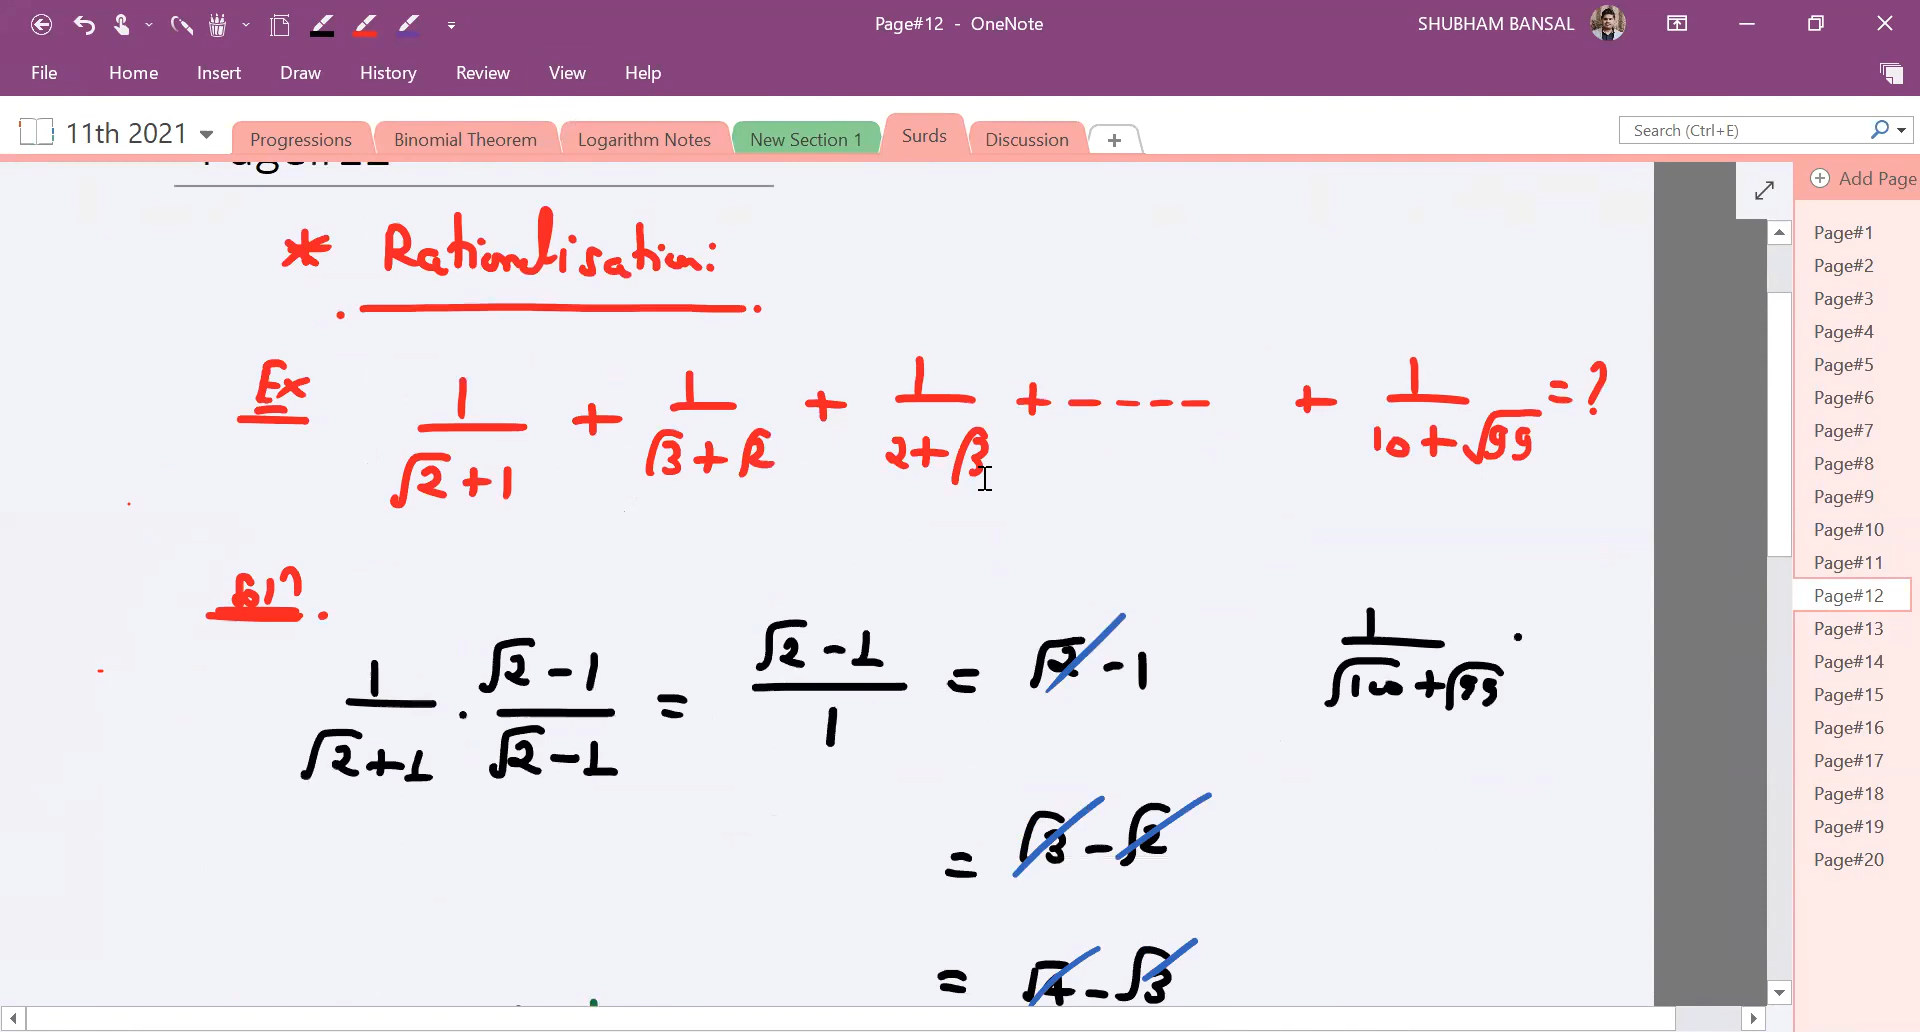 Page#12 - OneNote
SHUBHAM BANSAL
File Home Insert Draw History Review View Help
11th 2021
Progressions
Binomial Theorem
Logarithm Notes
New Section 1
Surds
Discussion
+
Search (Ctrl+E)
Add Page
Page#1
Page#2
Page#3
Page#4
Page#5
Page#6
Page#7
Page#8
Page#9
Page#10
Page#11
Page#12
Page#13
Page#14
Page#15
Page#16
Page#17
Page#18
Page#19
Page#20
* Rationalisation:
Ex 1/(√2+1) + 1/(√3+√2) + 1/(2+√3) + ---- + 1/(10+√99) = ?
Solⁿ.
1/(√2+1) · (√2-1)/(√2-1) = (√2-1)/1 = √2-1
1/(√100+√99) ·
= √3-√2
= √4-√3